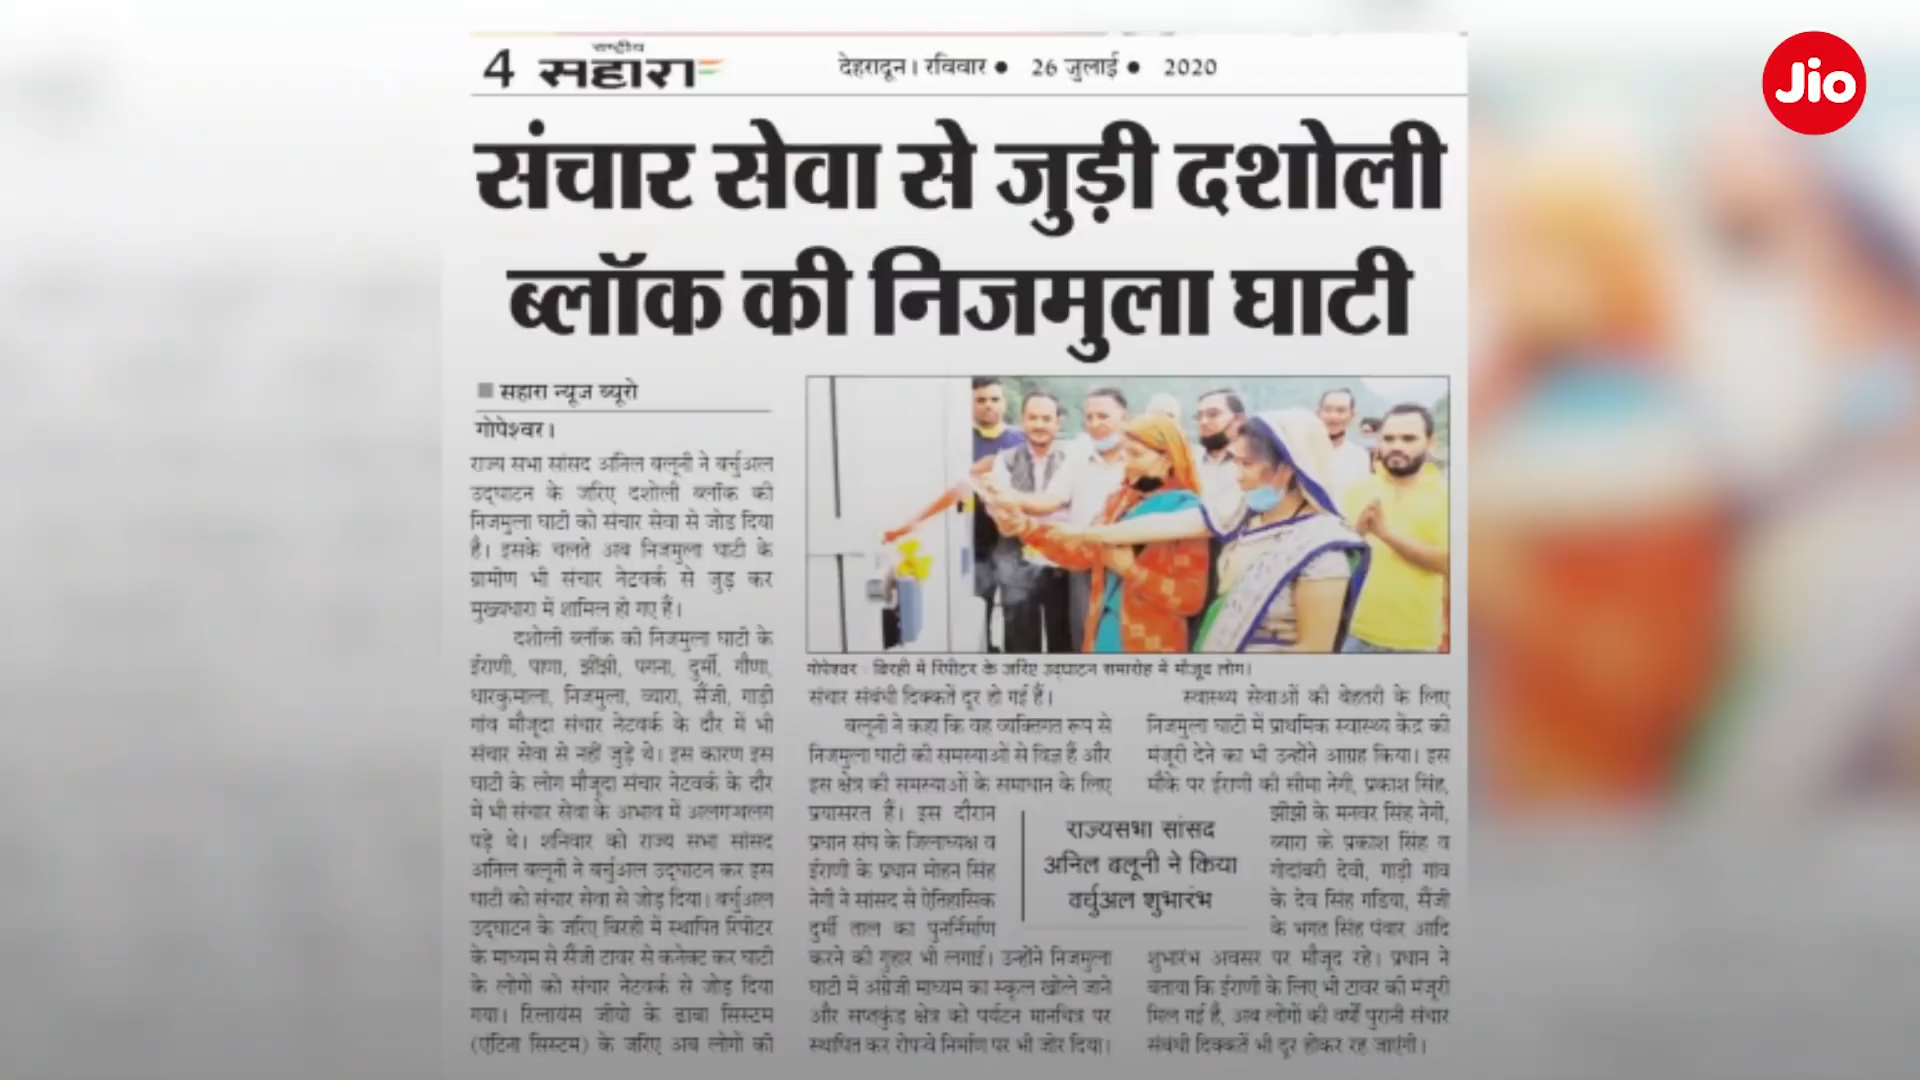 4 राष्ट्रीय सहारा
देहरादून। रविवार ● 26 जुलाई ● 2020
Jio
संचार सेवा से जुड़ी दशोली
ब्लॉक की निजमुला घाटी
सहारा न्यूज ब्यूरो
गोपेश्वर।
राज्य सभा सांसद अनिल बलूनी ने वर्चुअल
उद्घाटन के जरिए दशोली ब्लॉक की
निजमुला घाटी को संचार सेवा से जोड़ दिया
है। इसके चलते अब निजमुला घाटी के
ग्रामीण भी संचार नेटवर्क से जुड़ कर
मुख्यधारा में शामिल हो गए हैं।
दशोली ब्लॉक की निजमुला घाटी के
ईराणी, पाणा, झींझी, पगना, दुर्मी, गौणा,
धारकुमाला, निजमुला, ब्यारा, सैंजी, गाड़ी
गांव मौजूदा संचार नेटवर्क के दौर में भी
संचार सेवा से नहीं जुड़े थे। इस कारण इस
घाटी के लोग मौजूदा संचार नेटवर्क के दौर
में भी संचार सेवा के अभाव में अलग-थलग
पड़े थे। शनिवार को राज्य सभा सांसद
अनिल बलूनी ने वर्चुअल उद्घाटन कर इस
घाटी को संचार सेवा से जोड़ दिया। वर्चुअल
उद्घाटन के जरिए बिरही में स्थापित रिपीटर
के माध्यम से सैंजी टावर से कनेक्ट कर घाटी
के लोगों को संचार नेटवर्क से जोड़ दिया
गया। रिलायंस जीयो के ढाबा सिस्टम
(एंटिना सिस्टम) के जरिए अब लोगों की
गोपेश्वर : बिरही में रिपीटर के जरिए उद्घाटन समारोह में मौजूद लोग।
संचार संबंधी दिक्कतें दूर हो गई हैं।
बलूनी ने कहा कि वह व्यक्तिगत रूप से
निजमुला घाटी की समस्याओं से विज्ञ हैं और
इस क्षेत्र की समस्याओं के समाधान के लिए
प्रयासरत हैं। इस दौरान
प्रधान संघ के जिलाध्यक्ष व
ईराणी के प्रधान मोहन सिंह
नेगी ने सांसद से ऐतिहासिक
दुर्मी ताल का पुनर्निर्माण
करने की गुहार भी लगाई। उन्होंने निजमुला
घाटी में अंग्रेजी माध्यम का स्कूल खोले जाने
और सप्तकुंड क्षेत्र को पर्यटन मानचित्र पर
स्थापित कर रोपवे निर्माण पर भी जोर दिया।
राज्यसभा सांसद
अनिल बलूनी ने किया
वर्चुअल शुभारंभ
स्वास्थ्य सेवाओं की बेहतरी के लिए
निजमुला घाटी में प्राथमिक स्वास्थ्य केंद्र की
मंजूरी देने का भी उन्होंने आग्रह किया। इस
मौके पर ईराणी की सीमा नेगी, प्रकाश सिंह,
झींझी के मनवर सिंह नेगी,
ब्यारा के प्रकाश सिंह व
गोदांवरी देवी, गाड़ी गांव
के देव सिंह गडिया, सैंजी
के भगत सिंह पंवार आदि
शुभारंभ अवसर पर मौजूद रहे। प्रधान ने
बताया कि ईराणी के लिए भी टावर की मंजूरी
मिल गई है, अब लोगों की वर्षों पुरानी संचार
संबंधी दिक्कतें भी दूर होकर रह जाएंगी।